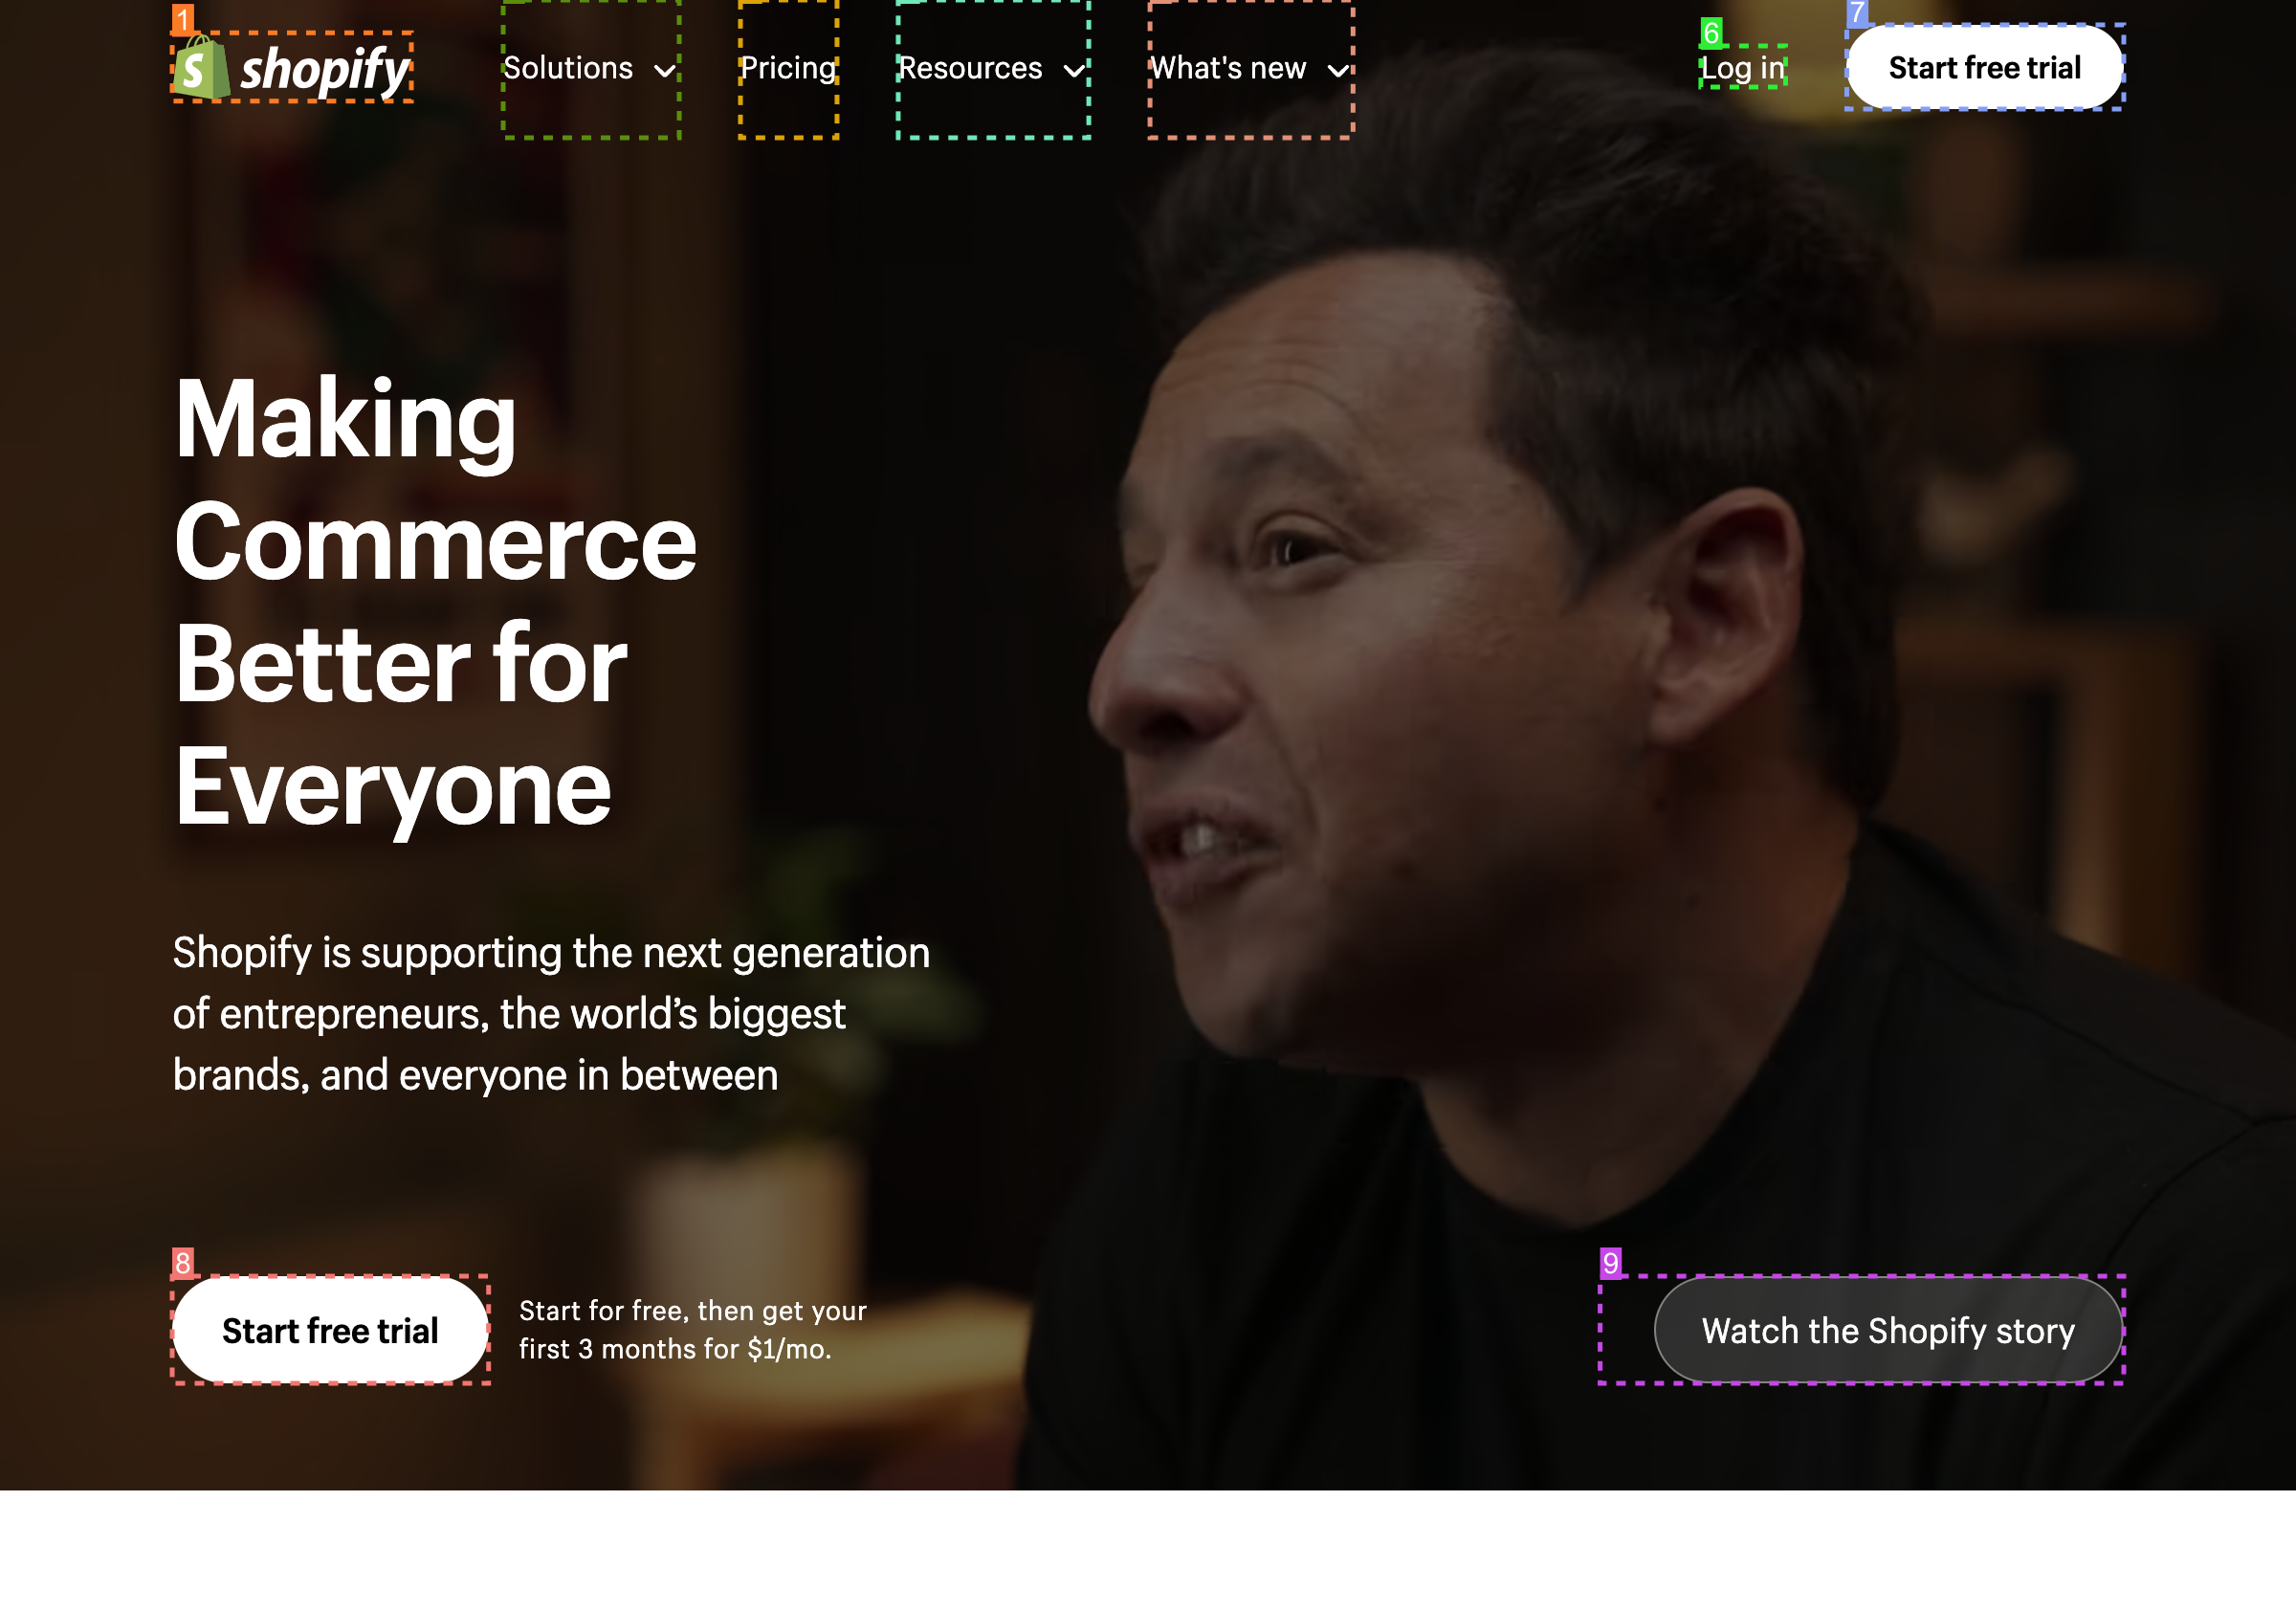 1
shopify
Solutions
Pricing
Resources
What's new
6
Log in
7
Start free trial
Making
Commerce
Better for
Everyone
Shopify is supporting the next generation
of entrepreneurs, the world’s biggest
brands, and everyone in between
8
Start free trial
Start for free, then get your
first 3 months for $1/mo.
9
Watch the Shopify story